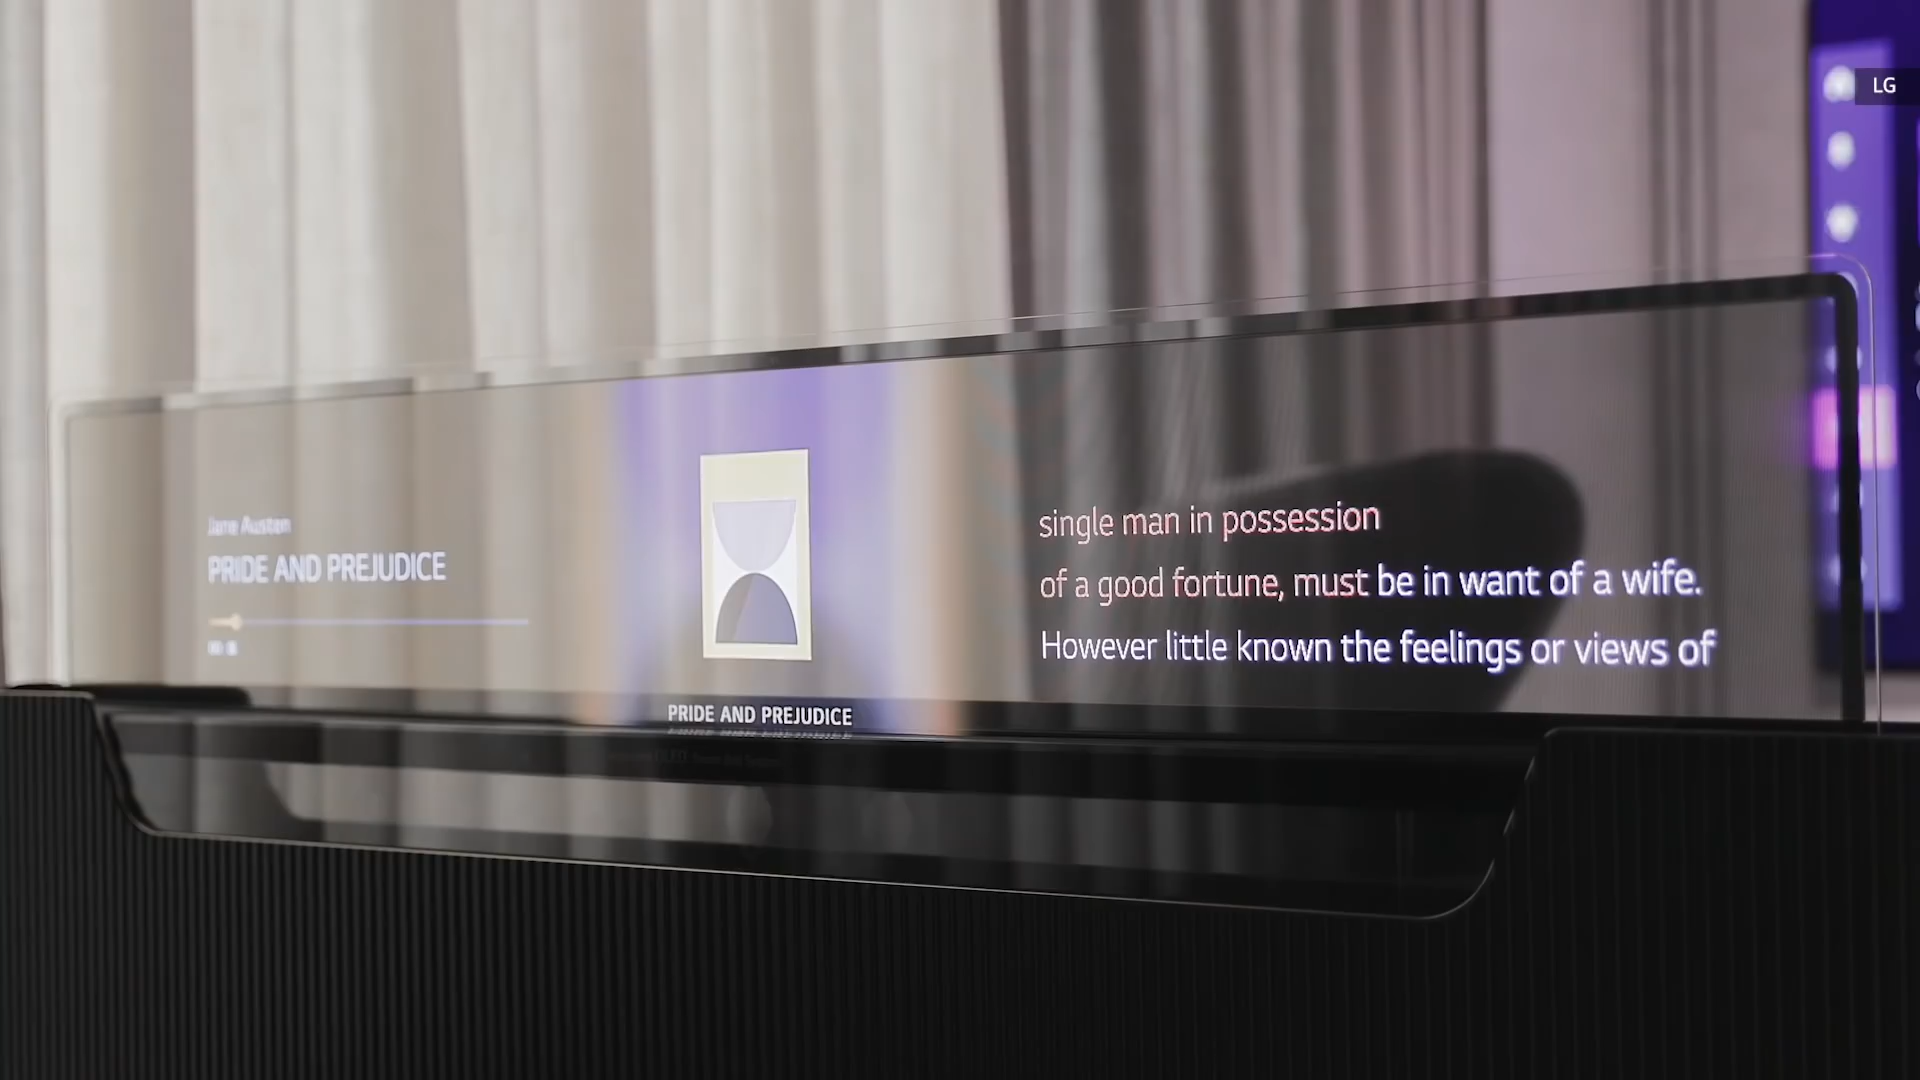 LG
Jane Austen
PRIDE AND PREJUDICE
PRIDE AND PREJUDICE
single man in possession
of a good fortune, must be in want of a wife.
However little known the feelings or views of